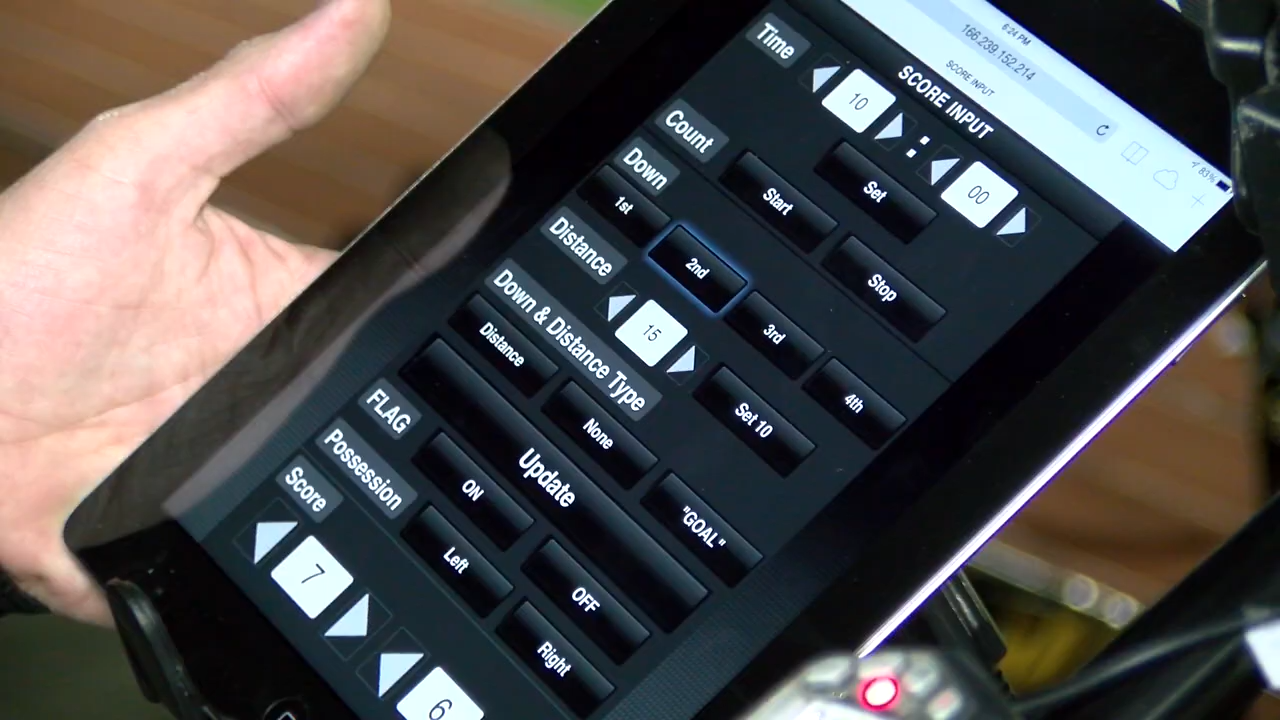 6:24 PM
166.239.152.214
83%
SCORE INPUT
SCORE INPUT
Time
10 : 00
Count
Start
Set
Stop
Down
1st
2nd
3rd
4th
Distance
15
Set 10
Down & Distance Type
Distance
None
"GOAL"
Update
FLAG
ON
OFF
Possession
Left
Right
Score
7
6